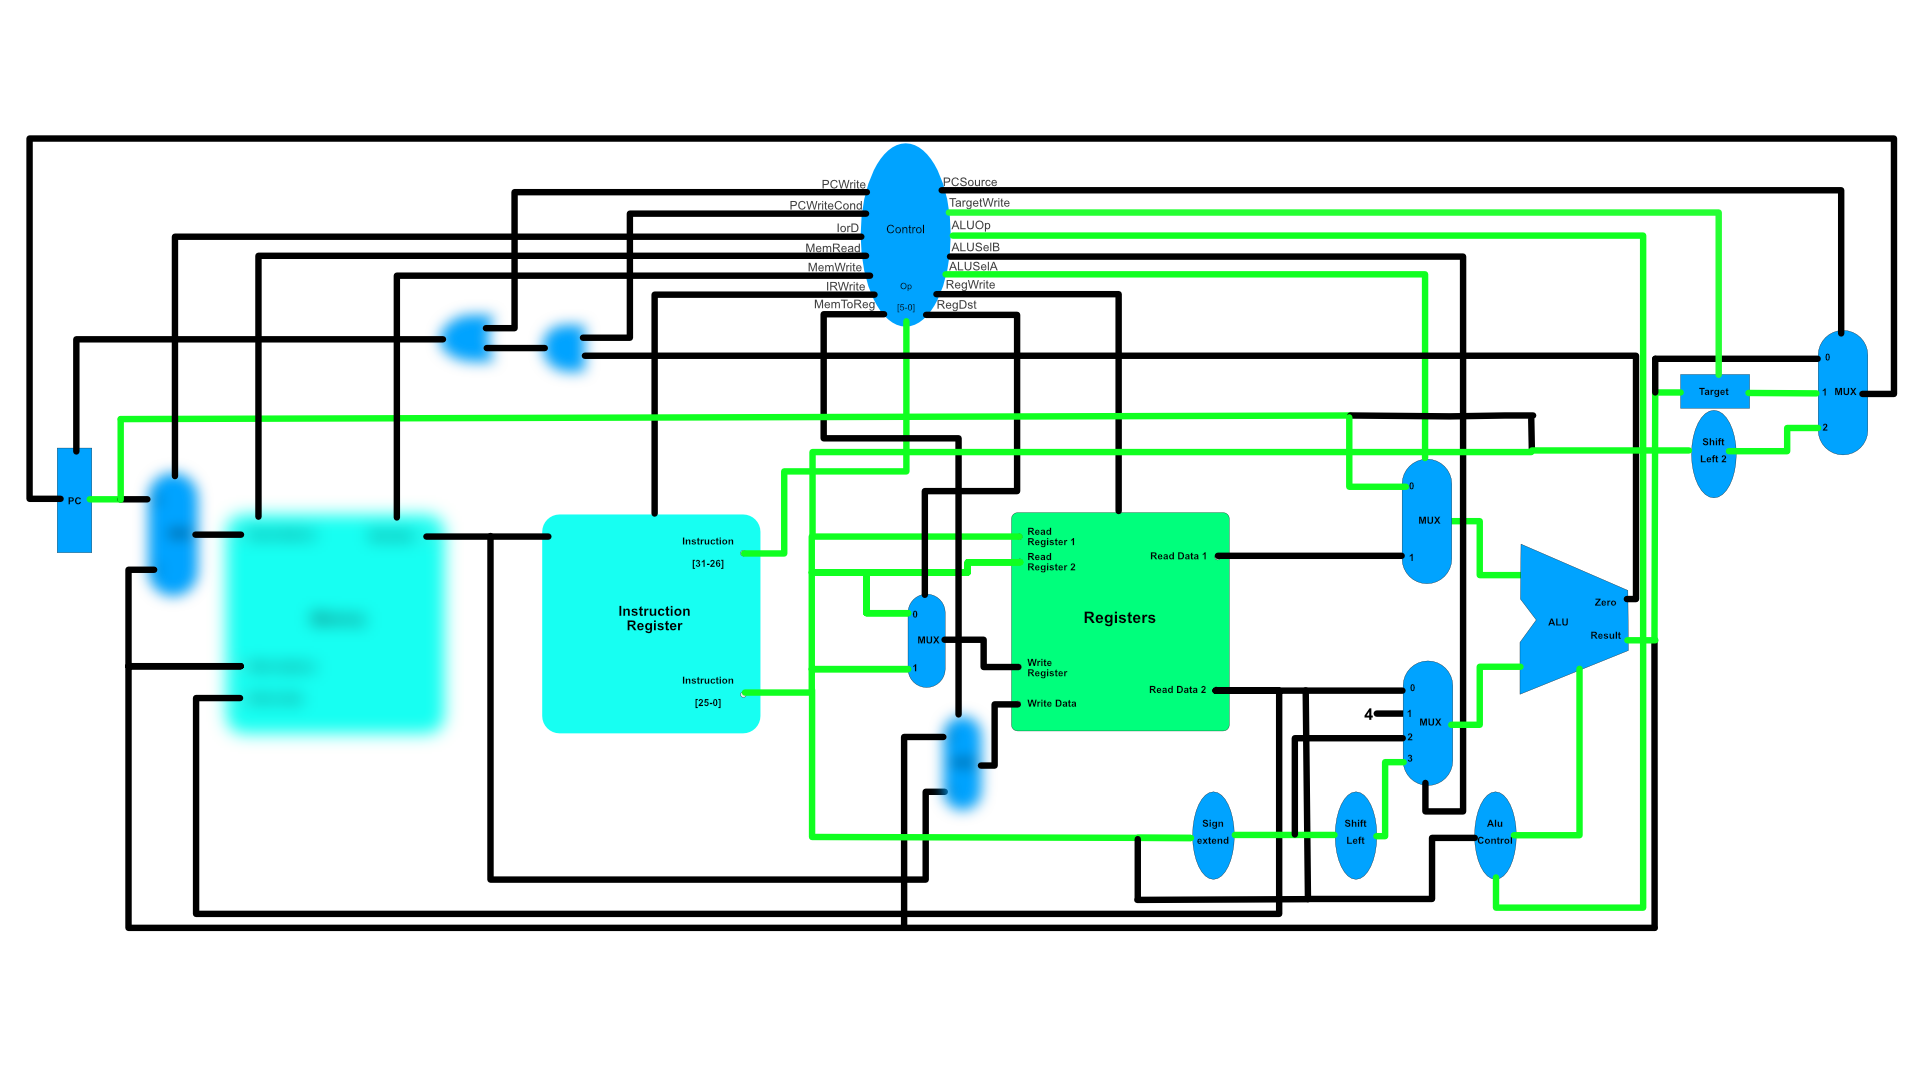 PCWrite
PCSource
PCWriteCond
TargetWrite
IorD
Control
ALUOp
MemRead
ALUSelB
MemWrite
ALUSelA
IRWrite
Op
RegWrite
MemToReg
[5-0]
RegDst
0
Target
1
MUX
2
Shift
Left 2
PC
0
MUX
1
Instruction
[31-26]
Instruction
Register
Instruction
[25-0]
Read
Register 1
Read
Register 2
Read Data 1
Registers
Write
Register
Read Data 2
Write Data
0
MUX
1
Zero
ALU
Result
0
4
1
MUX
2
3
Sign
extend
Shift
Left
Alu
Control